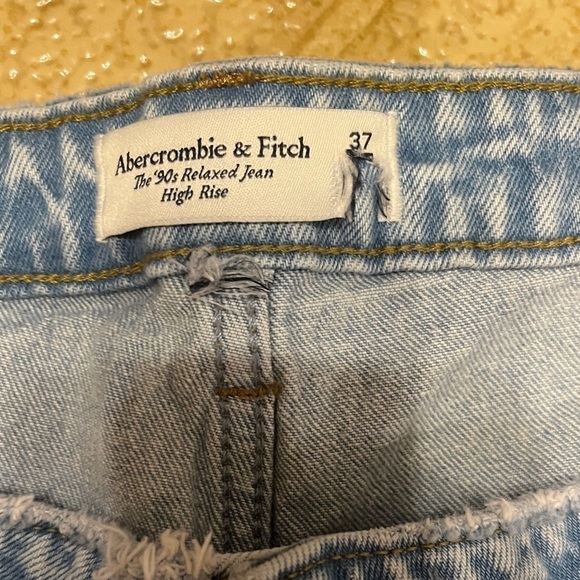 Abercrombie & Fitch
The '90s Relaxed Jean
High Rise
37